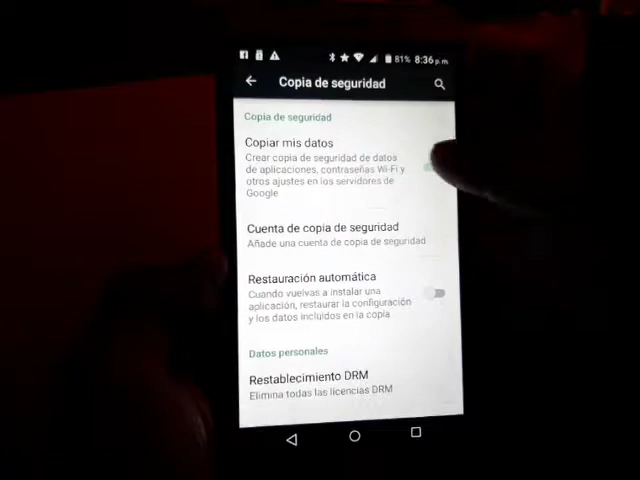 81% 8:36 p.m.
Copia de seguridad
Copia de seguridad
Copiar mis datos
Crear copia de seguridad de datos
de aplicaciones, contraseñas Wi-Fi y
otros ajustes en los servidores de
Google
Cuenta de copia de seguridad
Añade una cuenta de copia de seguridad
Restauración automática
Cuando vuelvas a instalar una
aplicación, restaurar la configuración
y los datos incluidos en la copia
Datos personales
Restablecimiento DRM
Elimina todas las licencias DRM